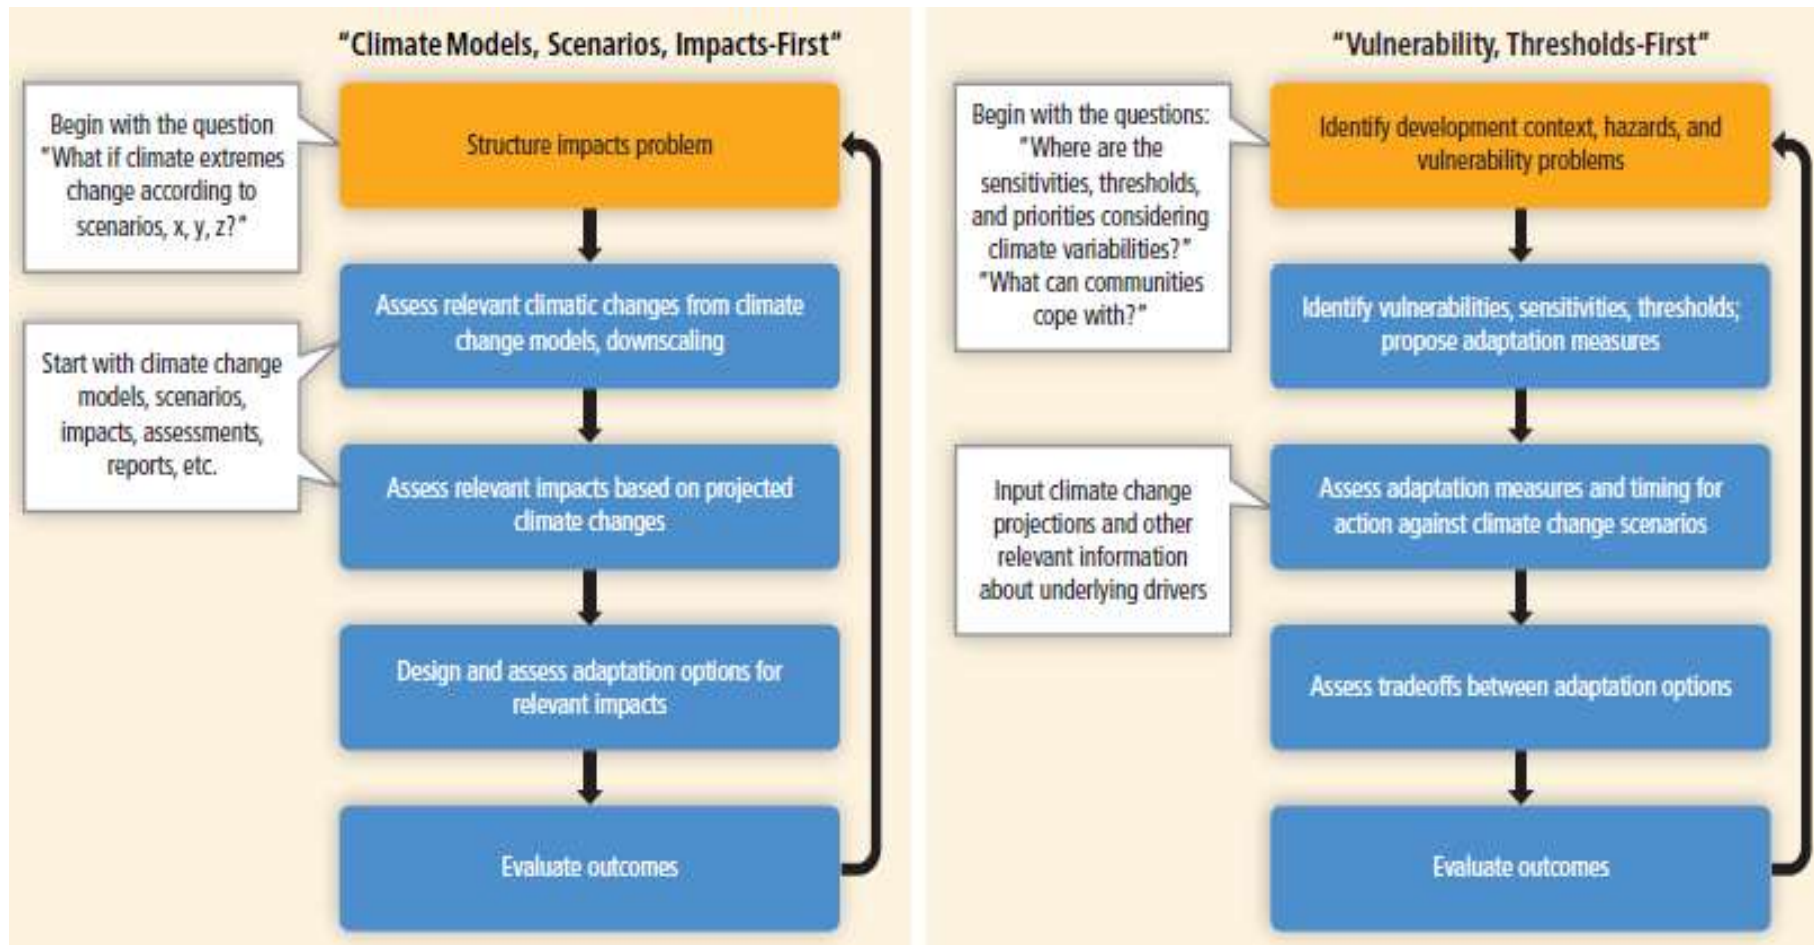 "Climate Models, Scenarios, Impacts-First"
Begin with the question
"What if climate extremes
change according to
scenarios, x, y, z?"
Structure impacts problem
Start with climate change
models, scenarios,
impacts, assessments,
reports, etc.
Assess relevant climatic changes from climate
change models, downscaling
Assess relevant impacts based on projected
climate changes
Design and assess adaptation options for
relevant impacts
Evaluate outcomes
"Vulnerability, Thresholds-First"
Begin with the questions:
"Where are the
sensitivities, thresholds,
and priorities considering
climate variabilities?"
"What can communities
cope with?"
Identify development context, hazards, and
vulnerability problems
Identify vulnerabilities, sensitivities, thresholds;
propose adaptation measures
Input climate change
projections and other
relevant information
about underlying drivers
Assess adaptation measures and timing for
action against climate change scenarios
Assess tradeoffs between adaptation options
Evaluate outcomes